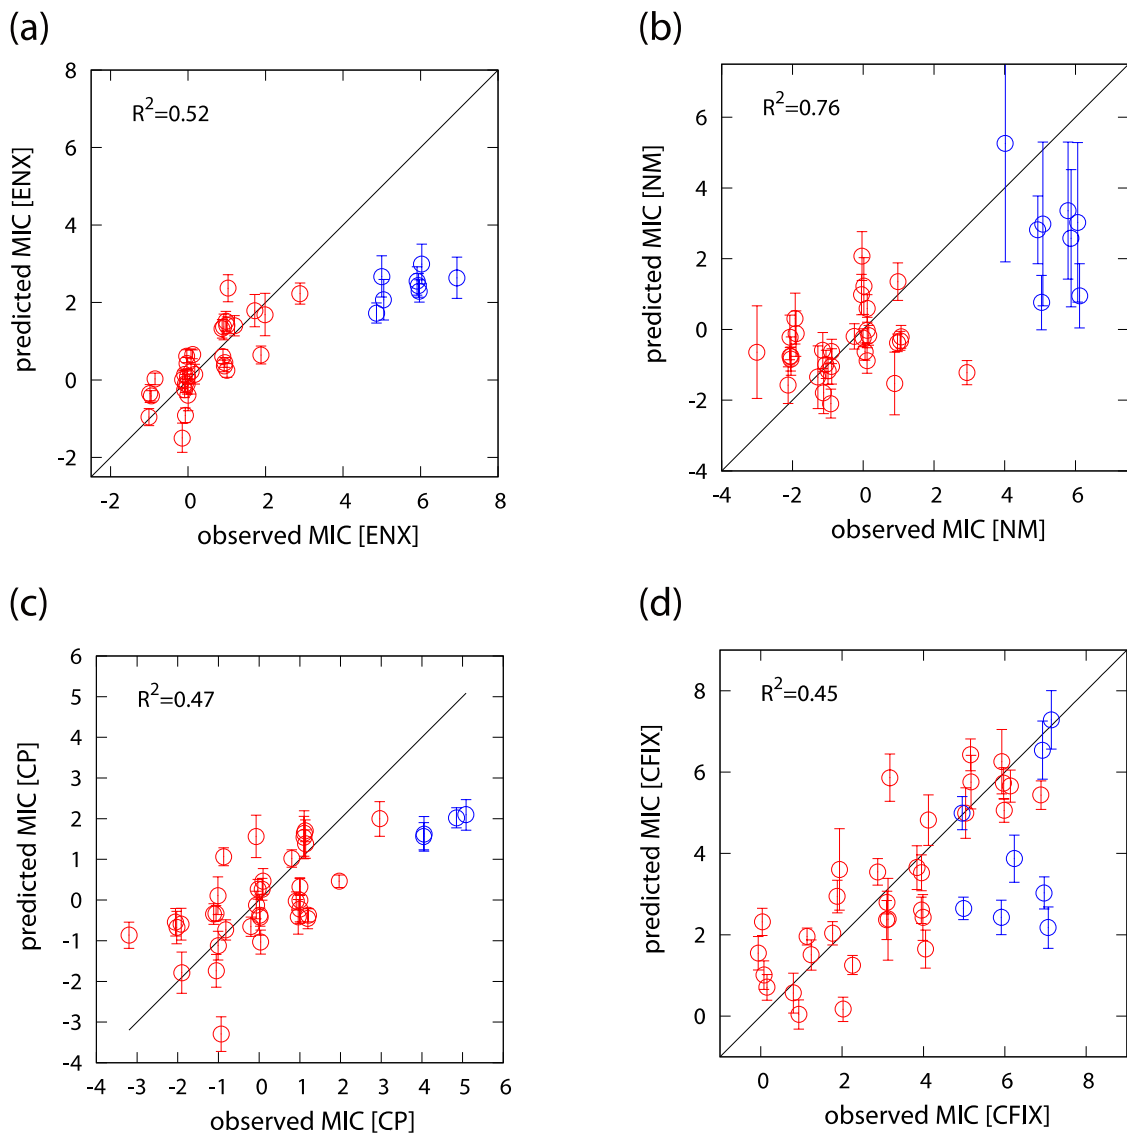 (a)
8
6
4
2
0
-2
R²=0.52
predicted MIC [ENX]
-2 0 2 4 6 8
observed MIC [ENX]
(b)
6
4
2
0
-2
-4
R²=0.76
predicted MIC [NM]
-4 -2 0 2 4 6
observed MIC [NM]
(c)
6
5
4
3
2
1
0
-1
-2
-3
-4
R²=0.47
predicted MIC [CP]
-4 -3 -2 -1 0 1 2 3 4 5 6
observed MIC [CP]
(d)
8
6
4
2
0
R²=0.45
predicted MIC [CFIX]
0 2 4 6 8
observed MIC [CFIX]